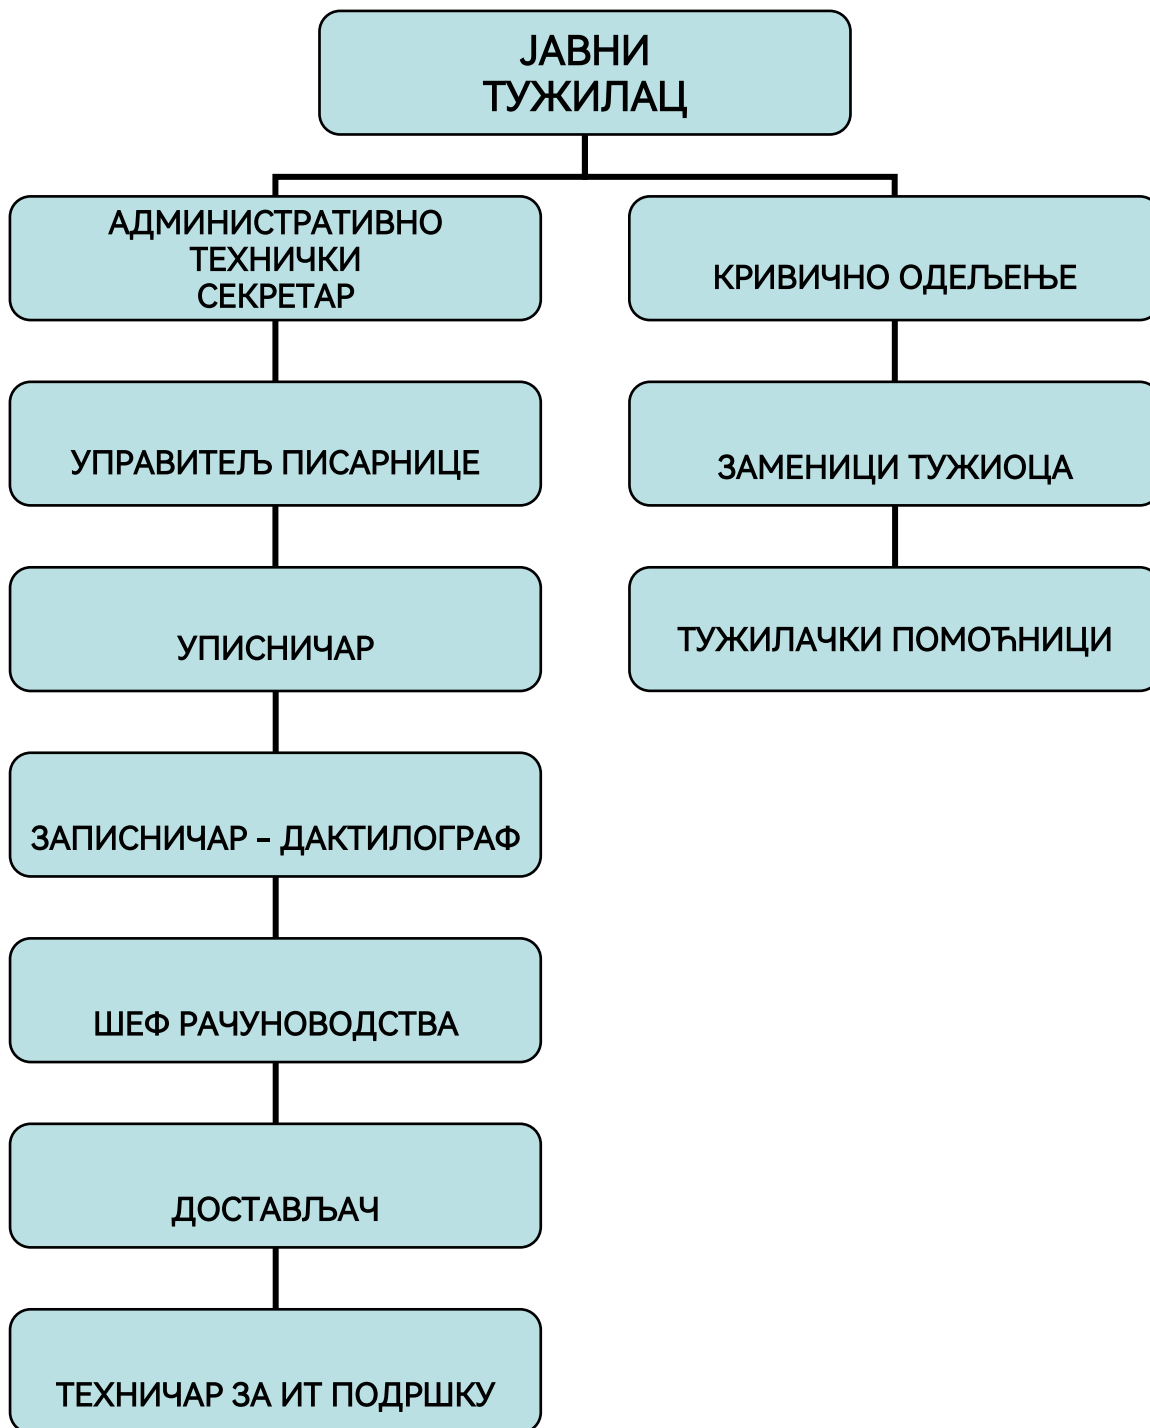 ЈАВНИ
ТУЖИЛАЦ
АДМИНИСТРАТИВНО
ТЕХНИЧКИ
СЕКРЕТАР
УПРАВИТЕЉ ПИСАРНИЦЕ
УПИСНИЧАР
ЗАПИСНИЧАР – ДАКТИЛОГРАФ
ШЕФ РАЧУНОВОДСТВА
ДОСТАВЉАЧ
ТЕХНИЧАР ЗА ИТ ПОДРШКУ
КРИВИЧНО ОДЕЉЕЊЕ
ЗАМЕНИЦИ ТУЖИОЦА
ТУЖИЛАЧКИ ПОМОЋНИЦИ